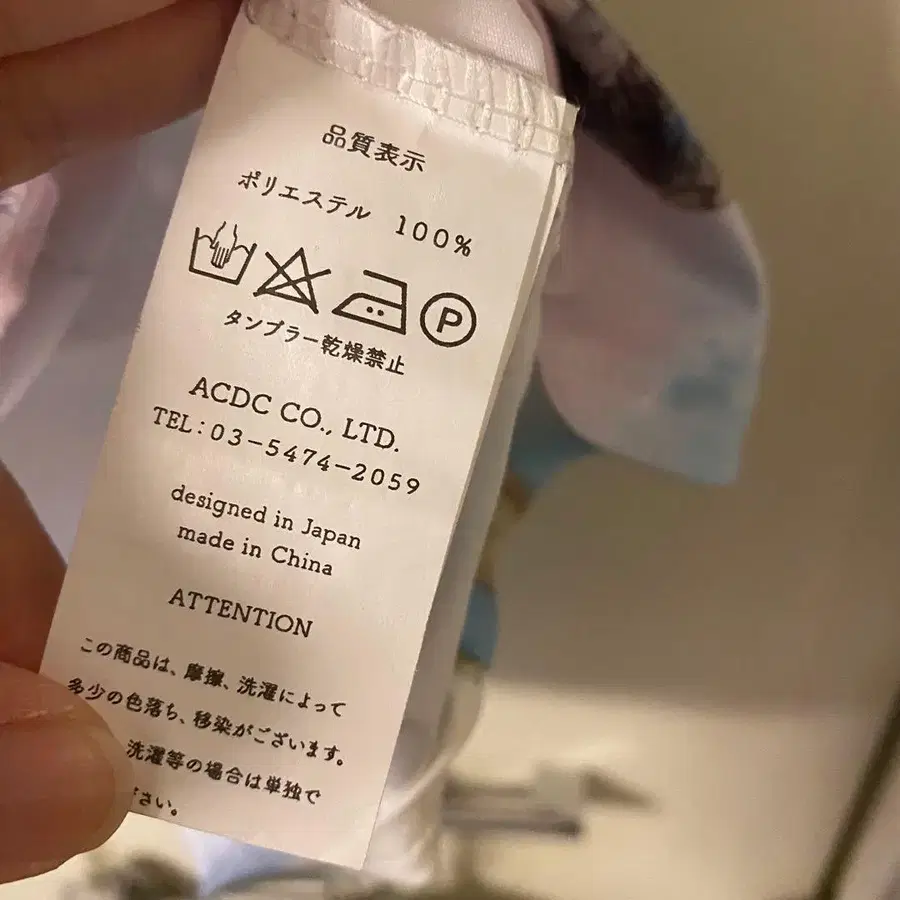 品質表示
ポリエステル 100%
P
タンブラー乾燥禁止
ACDC CO., LTD.
TEL:03-5474-2059
designed in Japan
made in China
ATTENTION
この商品は、摩擦、洗濯によって
多少の色落ち、移染がございます。
洗濯等の場合は単独で
さい。